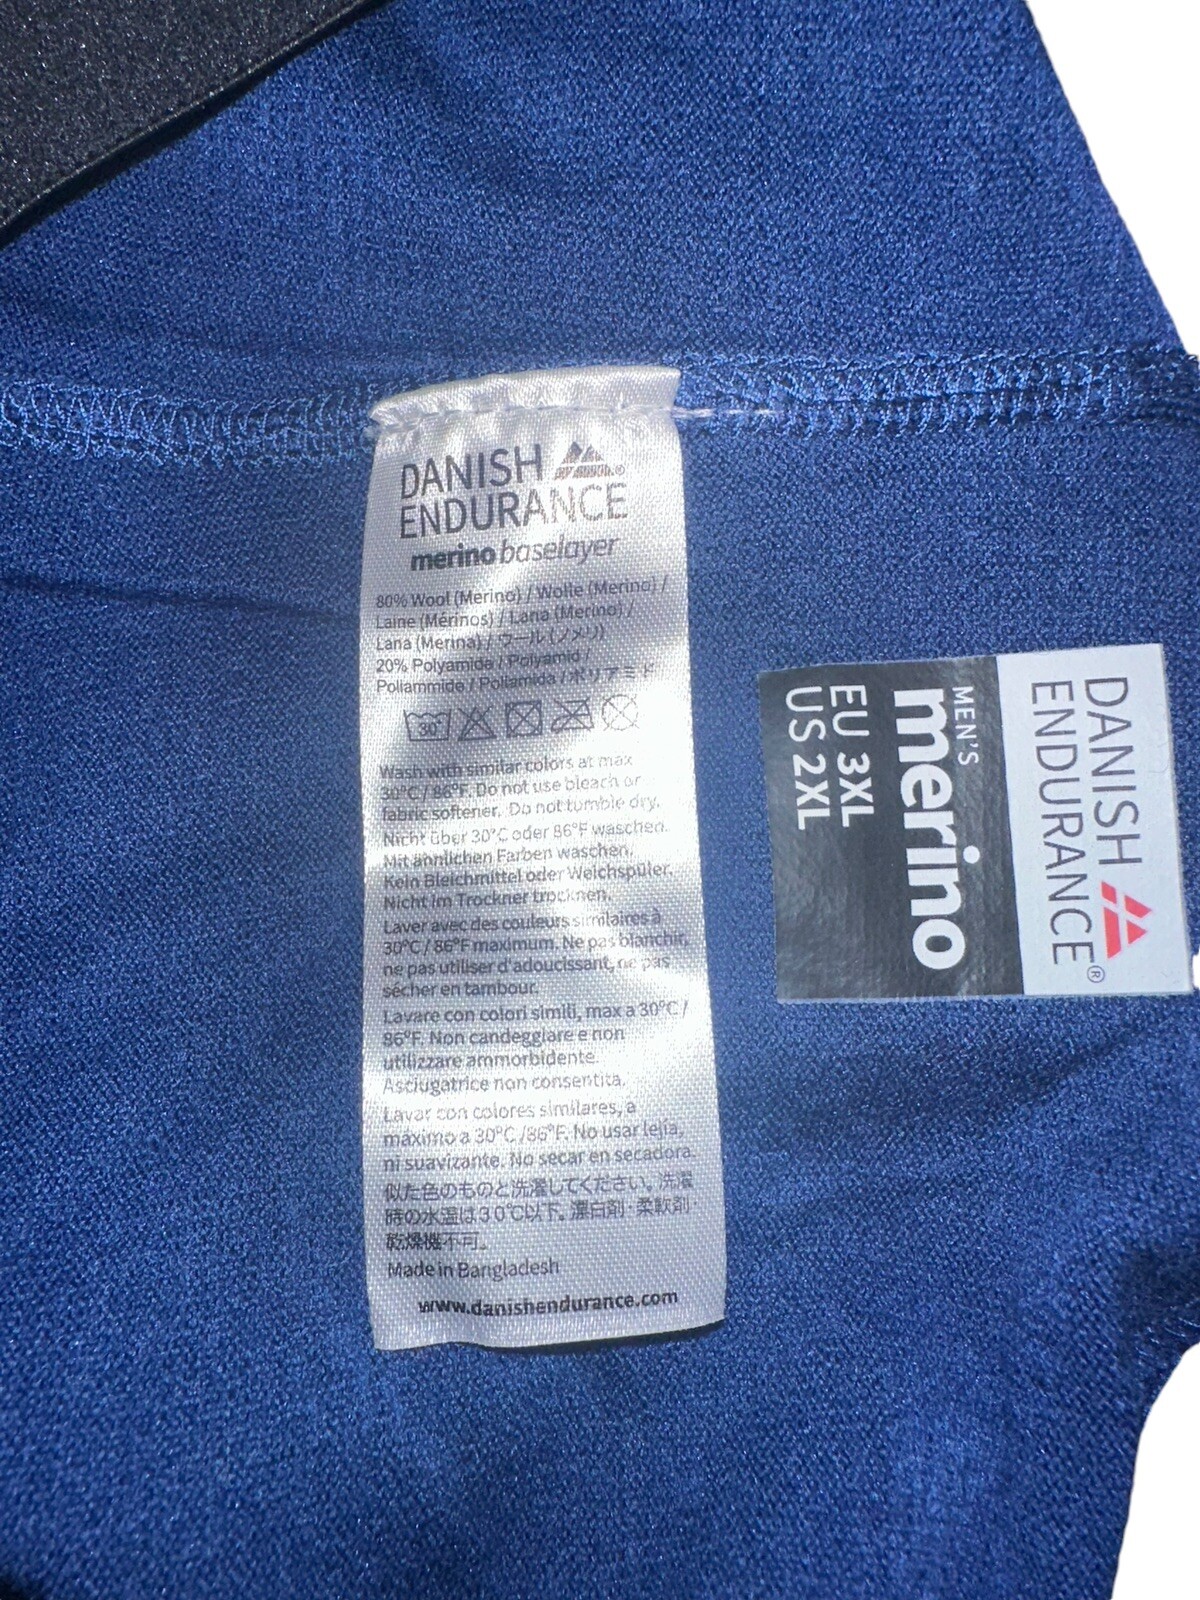 DANISH
ENDURANCE
merino baselayer
80% Wool (Merino) / Wolle (Merino) /
Laine (Mérinos) / Lana (Merino) /
Lana (Merina) / ウール (ノメリ)
20% Polyamide / Polyamid /
Poliammide / Poliamida / ポリアミド
30
Wash with similar colors at max
30°C / 86°F. Do not use bleach or
fabric softener. Do not tumble dry.
Nicht über 30°C oder 86°F waschen.
Mit ähnlichen Farben waschen.
Kein Bleichmittel oder Weichspüler.
Nicht im Trockner trocknen.
Laver avec des couleurs similaires à
30°C / 86°F maximum. Ne pas blanchir,
ne pas utiliser d'adoucissant, ne pas
sécher en tambour.
Lavare con colori simili, max a 30°C /
86°F. Non candeggiare e non
utilizzare ammorbidente.
Asciugatrice non consentita.
Lavar con colores similares, a
máximo a 30°C /86°F. No usar lejía,
ni suavizante. No secar en secadora.
似た色のものと洗濯してください。洗濯
時の水温は30℃以下。漂白剤・柔軟剤
乾燥機不可。
Made in Bangladesh
www.danishendurance.com
DANISH
ENDURANCE®
MEN'S
merino
EU 3XL
US 2XL